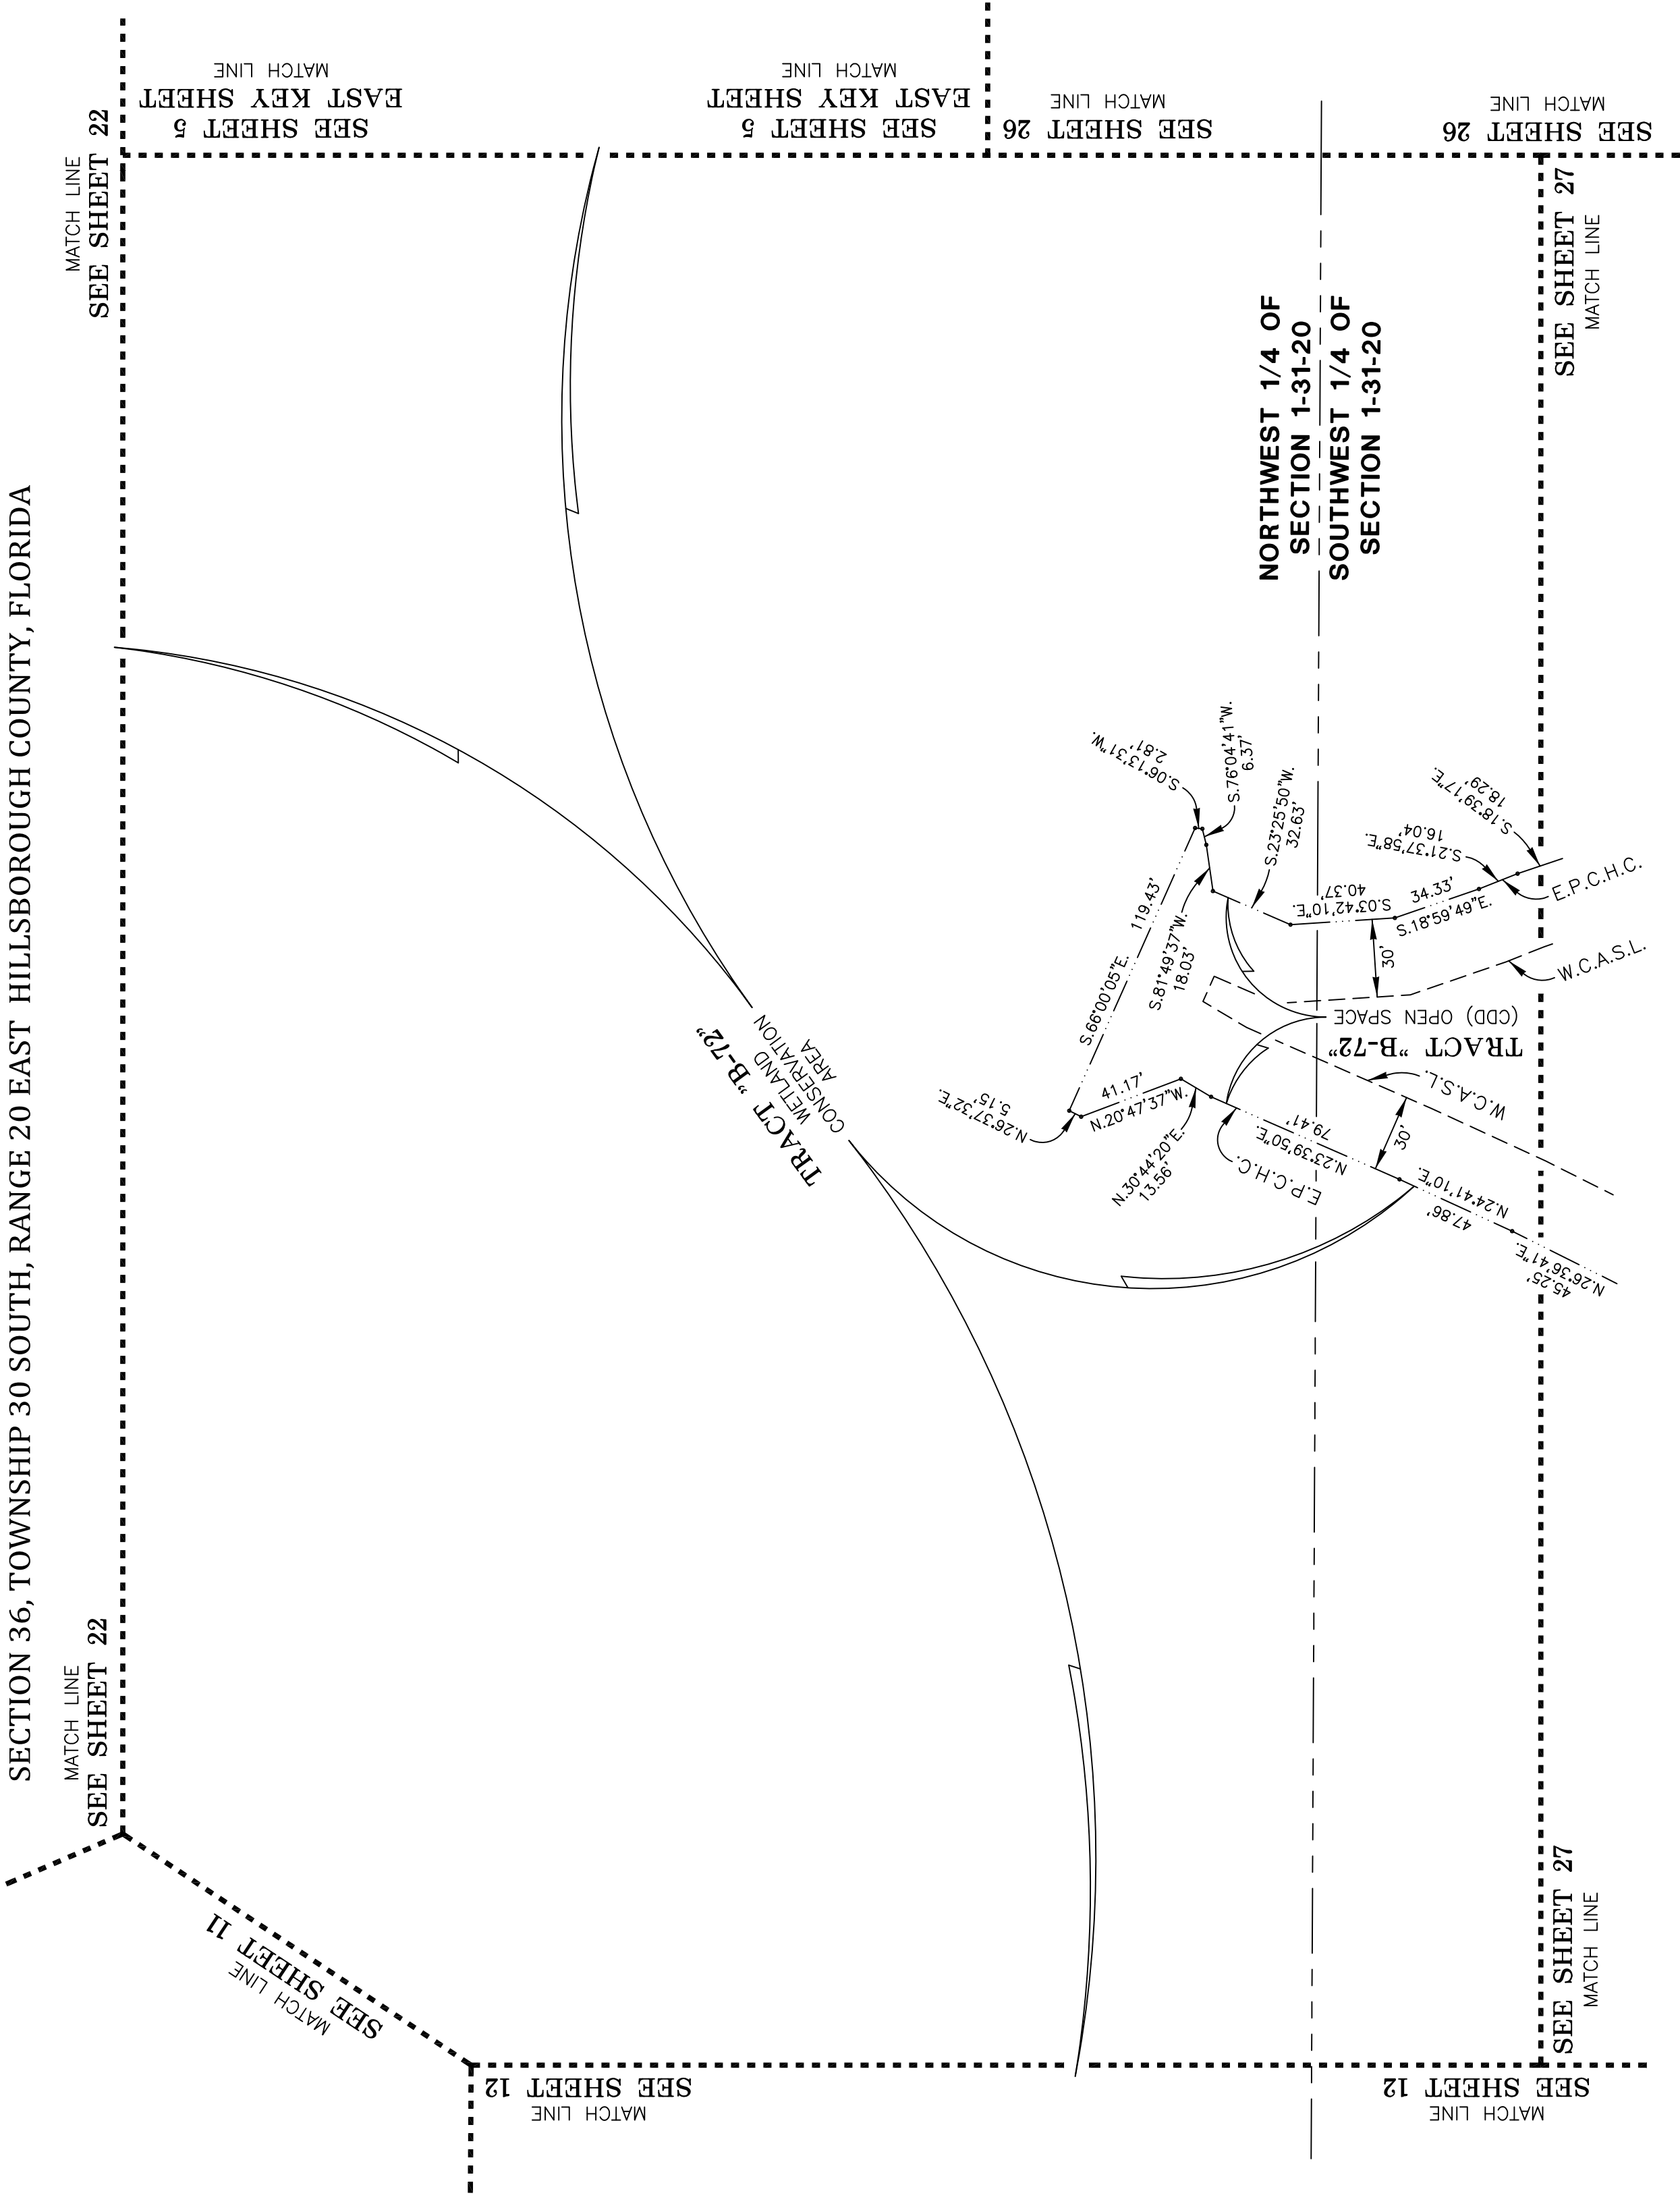 SECTION 36, TOWNSHIP 30 SOUTH, RANGE 20 EAST HILLSBOROUGH COUNTY, FLORIDA
MATCH LINE
SEE SHEET 22
MATCH LINE
SEE SHEET 22
MATCH LINE
EAST KEY SHEET
SEE SHEET 5
MATCH LINE
EAST KEY SHEET
SEE SHEET 5
MATCH LINE
SEE SHEET 26
MATCH LINE
SEE SHEET 26
SEE SHEET 11
MATCH LINE
SEE SHEET 12
MATCH LINE
SEE SHEET 12
MATCH LINE
SEE SHEET 27
MATCH LINE
SEE SHEET 27
MATCH LINE
NORTHWEST 1/4 OF
SECTION 1-31-20
SOUTHWEST 1/4 OF
SECTION 1-31-20
TRACT "B-72"
WETLAND
CONSERVATION
AREA
S.06°13'31"W.
2.81'
S.76°04'41"W.
6.37'
S.23°25'50"W.
32.63'
S.81°49'37"W.
18.03'
S.66°00'05"E.
119.43'
N.26°37'32"E.
5.15'
41.17'
N.20°47'37"W.
N.30°44'20"E.
13.56'
E.P.C.H.C.
N.23°39'50"E.
79.41'
S.03°42'10"E.
40.37'
34.33'
S.18°59'49"E.
S.21°37'58"E.
16.04'
S.18°39'17"E.
18.29'
E.P.C.H.C.
W.C.A.S.L.
30'
TRACT "B-72"
(CDD) OPEN SPACE
W.C.A.S.L.
30'
N.24°41'10"E.
47.86'
N.26°36'41"E.
45.25'